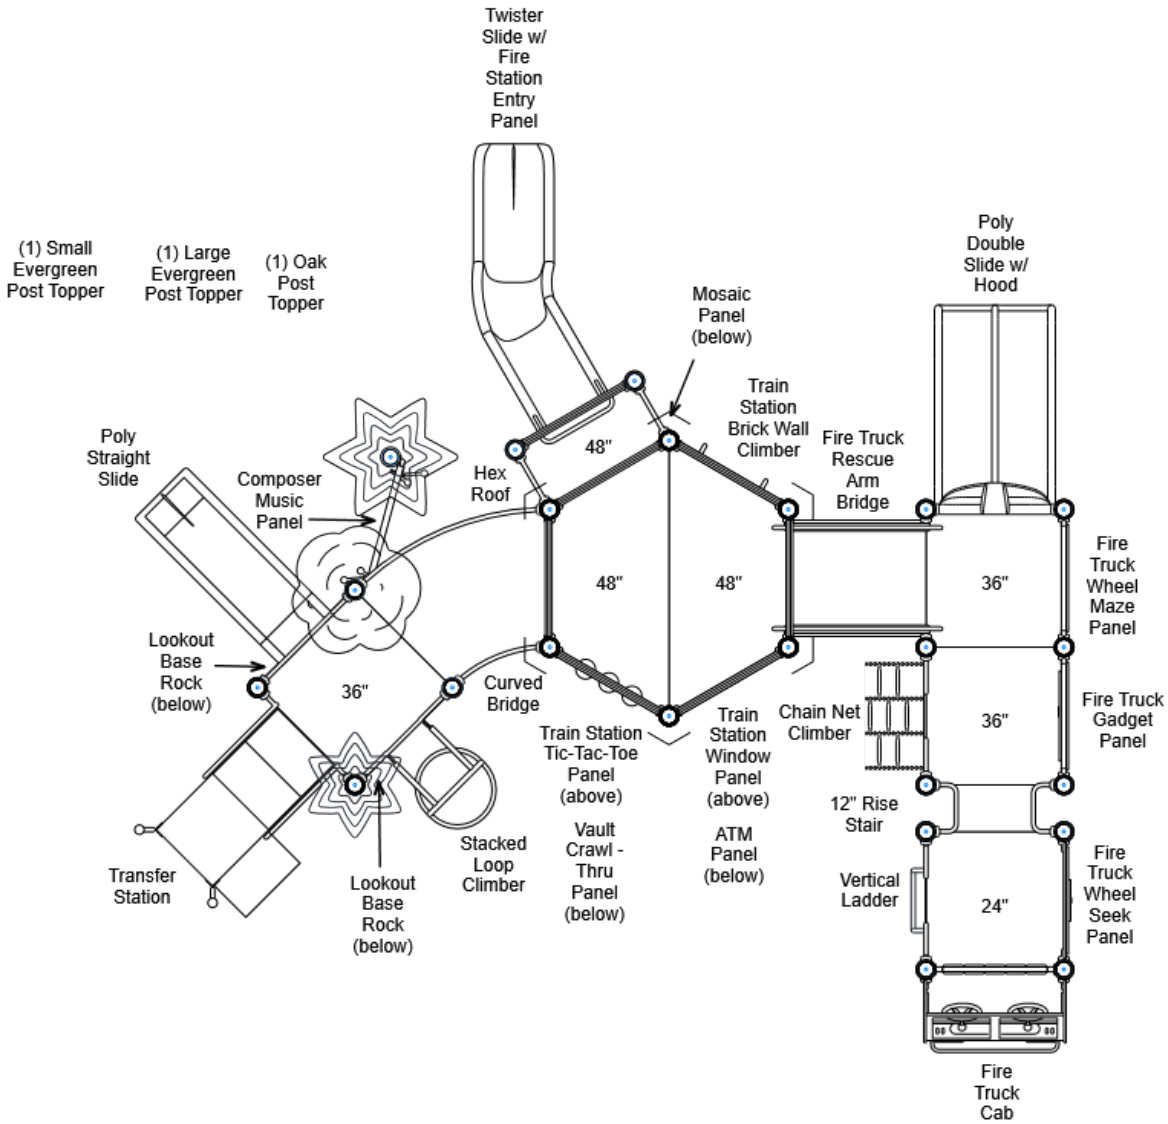 Twister
Slide w/
Fire
Station
Entry
Panel
(1) Small
Evergreen
Post Topper
(1) Large
Evergreen
Post Topper
(1) Oak
Post
Topper
Poly
Double
Slide w/
Hood
Mosaic
Panel
(below)
Train
Station
Brick Wall
Climber
Fire Truck
Rescue
Arm
Bridge
Poly
Straight
Slide
Composer
Music
Panel
Hex
Roof
48"
48"
48"
36"
Fire
Truck
Wheel
Maze
Panel
Lookout
Base
Rock
(below)
36"
Curved
Bridge
Train Station
Tic-Tac-Toe
Panel
(above)
Train
Station
Window
Panel
(above)
Chain Net
Climber
36"
Fire Truck
Gadget
Panel
12" Rise
Stair
Vault
Crawl -
Thru
Panel
(below)
ATM
Panel
(below)
Stacked
Loop
Climber
Transfer
Station
Lookout
Base
Rock
(below)
Vertical
Ladder
24"
Fire
Truck
Wheel
Seek
Panel
Fire
Truck
Cab